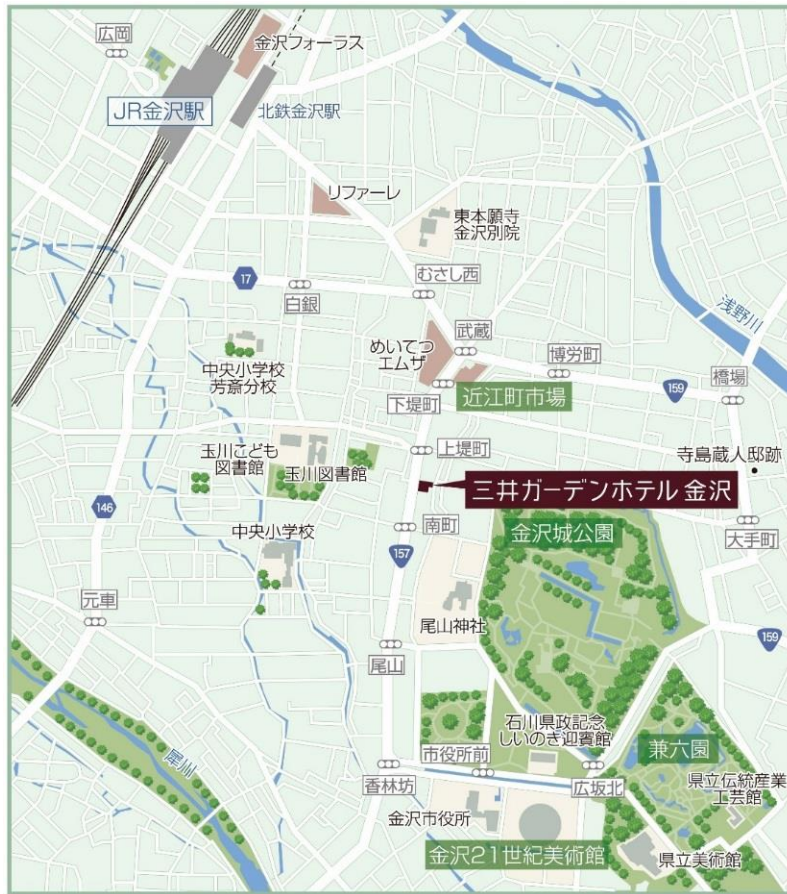 広岡
金沢フォーラス
JR金沢駅
北鉄金沢駅
リファーレ
東本願寺
金沢別院
17
むさし西
白銀
浅野川
武蔵
めいてつ
エムザ
博労町
中央小学校
芳斎分校
159
橋場
下堤町
近江町市場
上堤町
玉川こども
図書館
玉川図書館
寺島蔵人邸跡
三井ガーデンホテル 金沢
146
南町
金沢城公園
大手町
中央小学校
157
元車
尾山神社
159
尾山
石川県政記念
しいのき迎賓館
兼六園
市役所前
犀川
香林坊
広坂北
県立伝統産業
工芸館
金沢市役所
金沢21世紀美術館
県立美術館